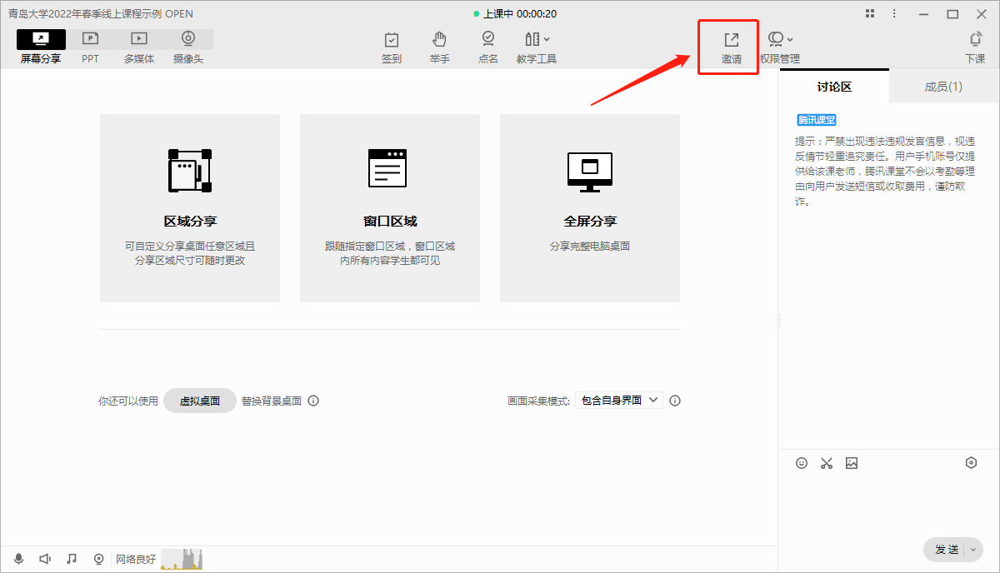 青岛大学2022年春季线上课程示例 OPEN
上课中 00:00:20
屏幕分享
PPT
多媒体
摄像头
签到
举手
点名
教学工具
邀请
权限管理
下课
讨论区
成员(1)
腾讯课堂
提示：严禁出现违法违规发言信息，视违
反情节轻重追究责任。用户手机账号仅提
供给该课老师，腾讯课堂不会以考勤等理
由向用户发送短信或收取费用，谨防欺
诈。
区域分享
可自定义分享桌面任意区域且
分享区域尺寸可随时更改
窗口区域
跟随指定窗口区域，窗口区域
内所有内容学生都可见
全屏分享
分享完整电脑桌面
你还可以使用 虚拟桌面 替换背景桌面
画面采集模式: 包含自身界面
发送
网络良好